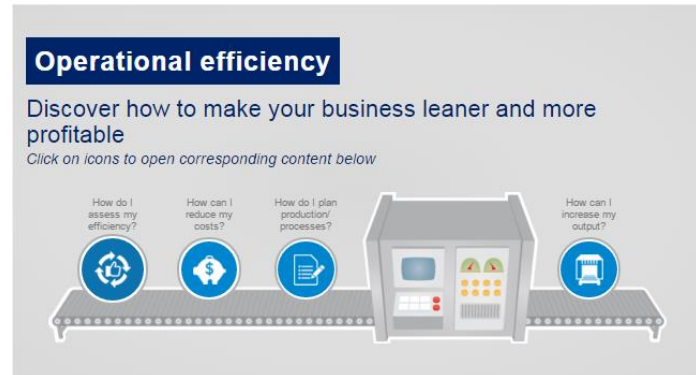 Operational efficiency
Discover how to make your business leaner and more
profitable
Click on icons to open corresponding content below
How do I
assess my
efficiency?
How can I
reduce my
costs?
How do I plan
production/
processes?
How can I
increase my
output?
$